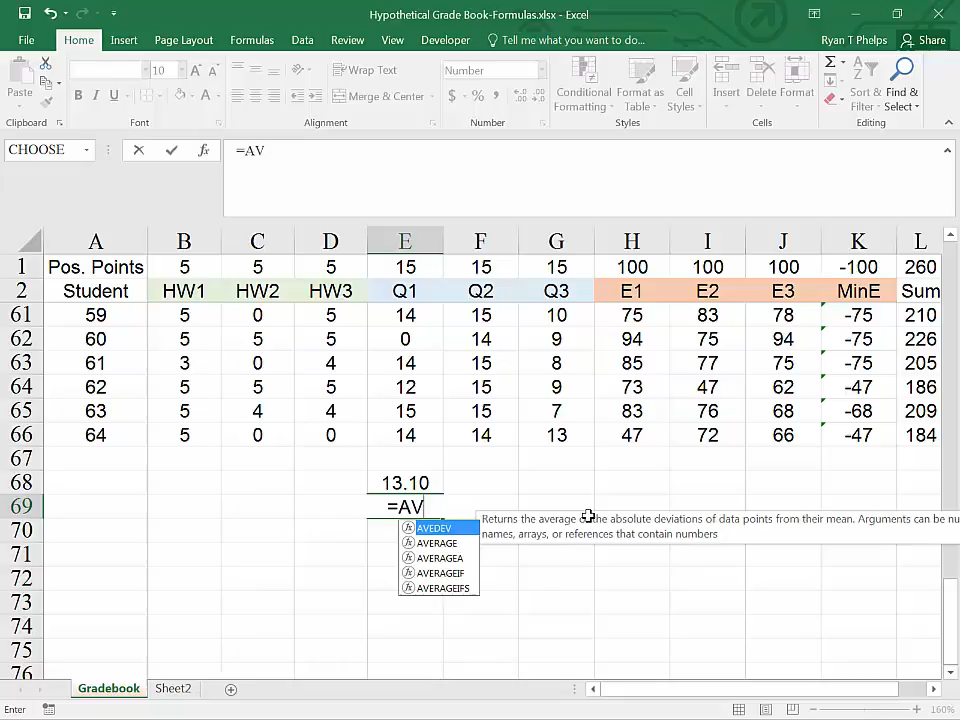 Hypothetical Grade Book-Formulas.xlsx - Excel
File Home Insert Page Layout Formulas Data Review View Developer Tell me what you want to do... Ryan T Phelps Share
Paste 10 Wrap Text Number Conditional Format as Cell Insert Delete Format Sort & Find &
B I U Merge & Center $ % , Formatting Table Styles Filter Select
Clipboard Font Alignment Number Styles Cells Editing
CHOOSE fx =AV
A B C D E F G H I J K L
1 Pos. Points 5 5 5 15 15 15 100 100 100 -100 260
2 Student HW1 HW2 HW3 Q1 Q2 Q3 E1 E2 E3 MinE Sum
61 59 5 0 5 14 15 10 75 83 78 -75 210
62 60 5 5 5 0 14 9 94 75 94 -75 226
63 61 3 0 4 14 15 8 85 77 75 -75 205
64 62 5 5 5 12 15 9 73 47 62 -47 186
65 63 5 4 4 15 15 7 83 76 68 -68 209
66 64 5 0 0 14 14 13 47 72 66 -47 184
67
68 13.10
69 =AV
70 fx AVEDEV Returns the average of the absolute deviations of data points from their mean. Arguments can be nu
names, arrays, or references that contain numbers
fx AVERAGE
71 fx AVERAGEA
72 fx AVERAGEIF
fx AVERAGEIFS
73
74
75
76
Gradebook Sheet2
Enter 160%